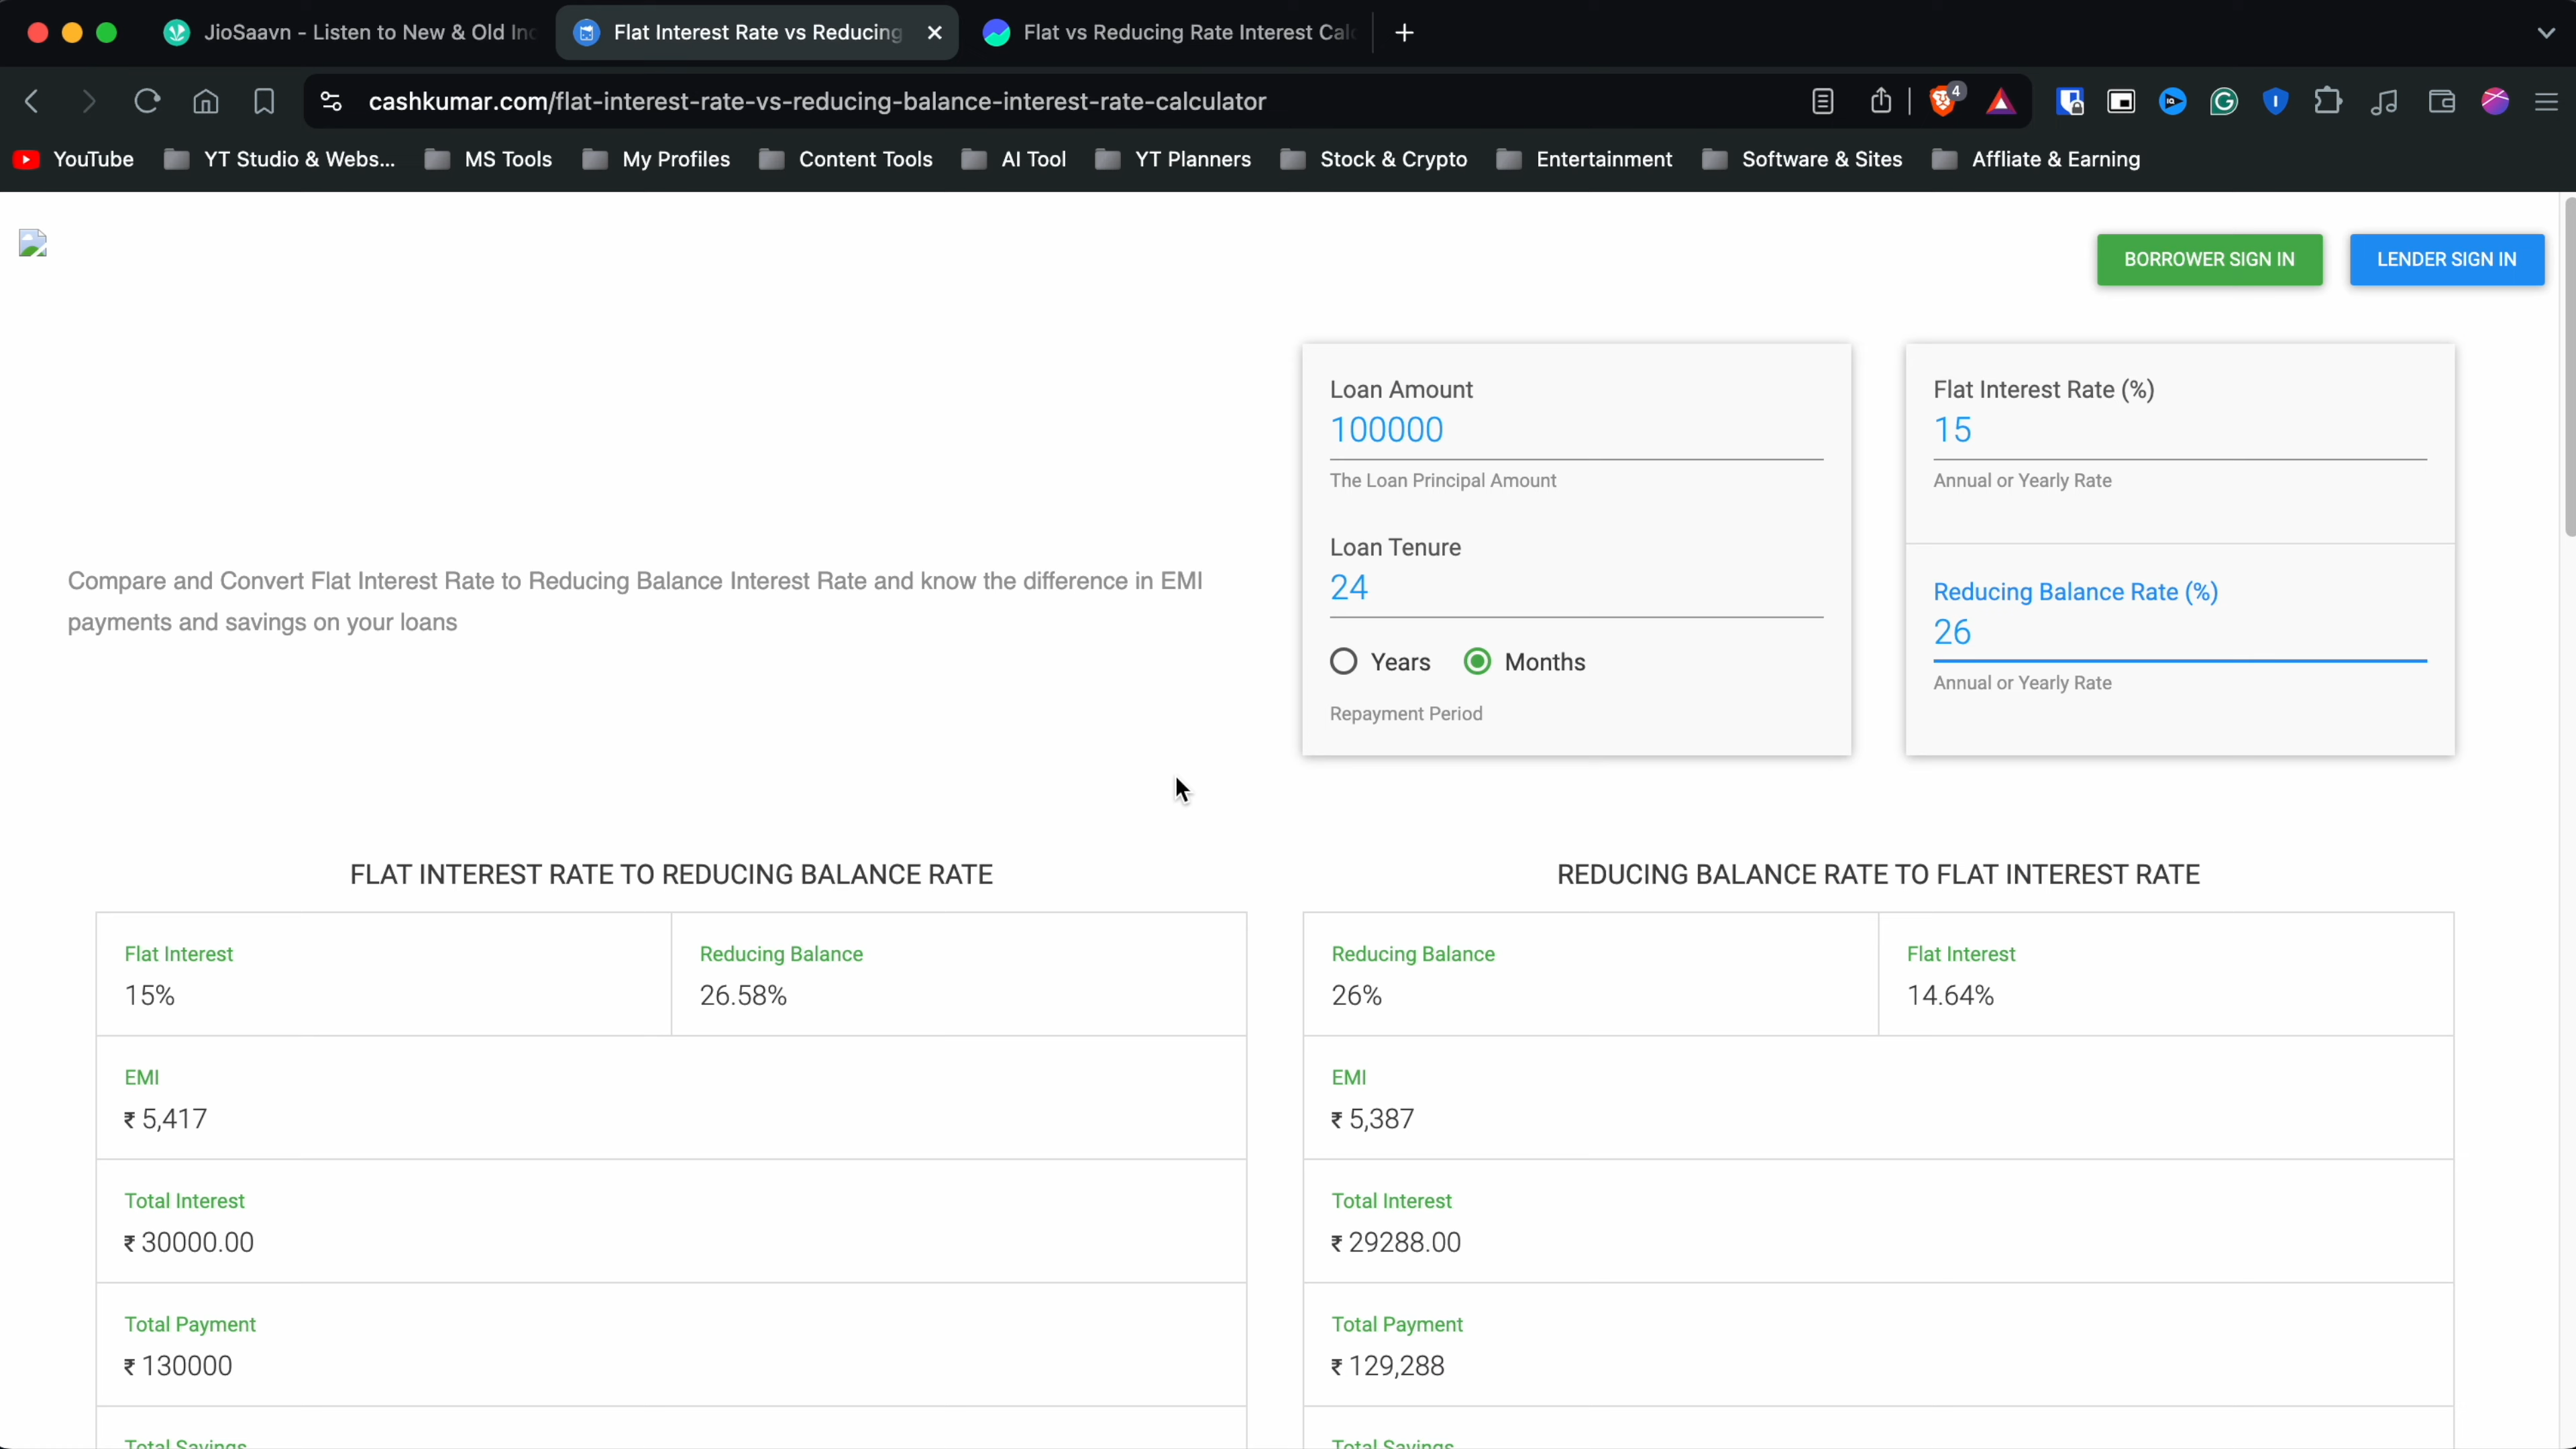 JioSaavn - Listen to New & Old Inc
Flat Interest Rate vs Reducing
Flat vs Reducing Rate Interest Calc
cashkumar.com/flat-interest-rate-vs-reducing-balance-interest-rate-calculator
4
YouTube
YT Studio & Webs...
MS Tools
My Profiles
Content Tools
AI Tool
YT Planners
Stock & Crypto
Entertainment
Software & Sites
Affliate & Earning
BORROWER SIGN IN
LENDER SIGN IN
Compare and Convert Flat Interest Rate to Reducing Balance Interest Rate and know the difference in EMI
payments and savings on your loans
Loan Amount
100000
The Loan Principal Amount
Loan Tenure
24
Years
Months
Repayment Period
Flat Interest Rate (%)
15
Annual or Yearly Rate
Reducing Balance Rate (%)
26
Annual or Yearly Rate
FLAT INTEREST RATE TO REDUCING BALANCE RATE
Flat Interest
15%
Reducing Balance
26.58%
EMI
₹ 5,417
Total Interest
₹ 30000.00
Total Payment
₹ 130000
Total Savings
REDUCING BALANCE RATE TO FLAT INTEREST RATE
Reducing Balance
26%
Flat Interest
14.64%
EMI
₹ 5,387
Total Interest
₹ 29288.00
Total Payment
₹ 129,288
Total Savings